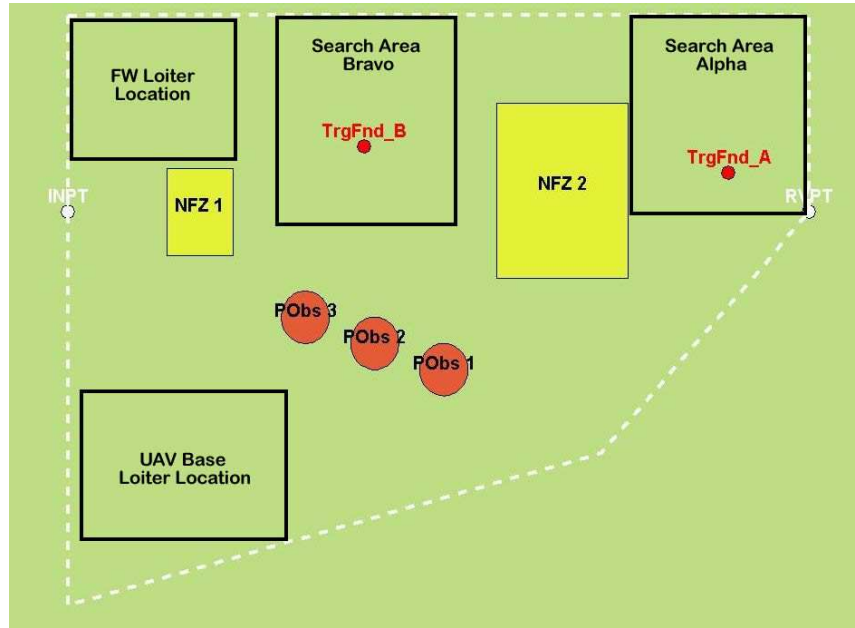 FW Loiter
Location
Search Area
Bravo
Search Area
Alpha
TrgFnd_B
TrgFnd_A
NFZ 2
INPT
NFZ 1
RVPT
PObs 3
PObs 2
PObs 1
UAV Base
Loiter Location